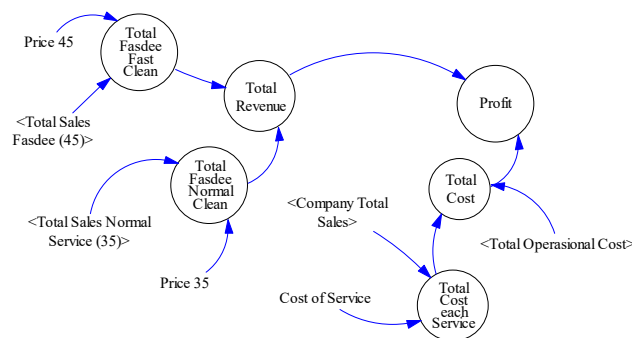 Price 45
Total
Fasdee
Fast
Clean
<Total Sales
Fasdee (45)>
Total
Revenue
Profit
Total
Fasdee
Normal
Clean
<Total Sales Normal
Service (35)>
Price 35
<Company Total
Sales>
Total
Cost
<Total Operasional Cost>
Cost of Service
Total
Cost
each
Service